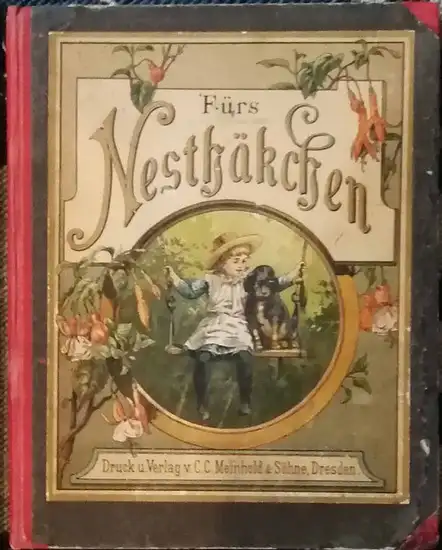 Fürs
Nesthäkchen
Druck u. Verlag v. C. C. Meinhold & Söhne, Dresden.